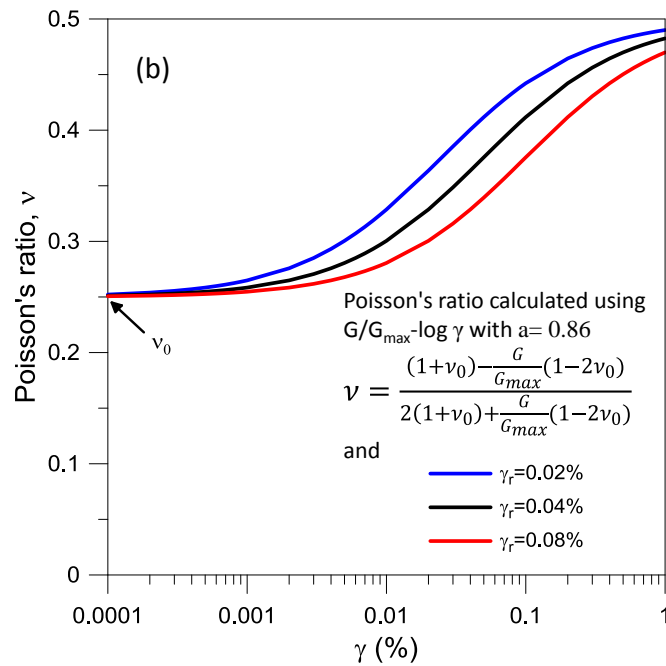 0.5
(b)
0.4
0.3
Poisson's ratio, ν
ν₀
0.2
0.1
0
Poisson's ratio calculated using
G/Gmax-log γ with a= 0.86
ν = ((1+ν₀)−G/Gmax(1−2ν₀))/(2(1+ν₀)+G/Gmax(1−2ν₀))
and
γr=0.02%
γr=0.04%
γr=0.08%
0.0001 0.001 0.01 0.1 1
γ (%)